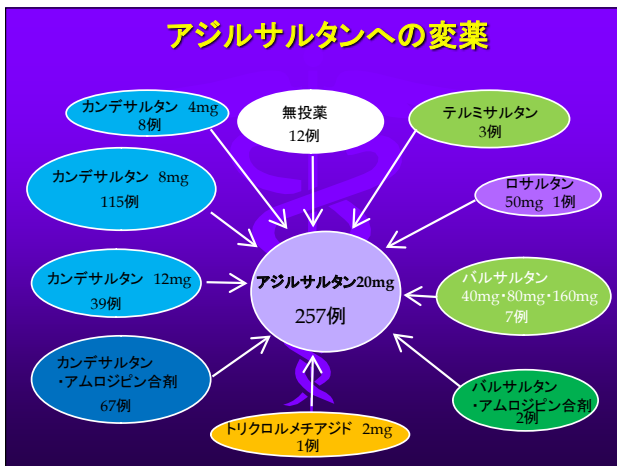 アジルサルタンへの変薬
カンデサルタン 4mg
8例
無投薬
12例
テルミサルタン
3例
カンデサルタン 8mg
115例
ロサルタン
50mg 1例
カンデサルタン 12mg
39例
アジルサルタン20mg
257例
バルサルタン
40mg・80mg・160mg
7例
カンデサルタン
・アムロジピン合剤
67例
トリクロルメチアジド 2mg
1例
バルサルタン
・アムロジピン合剤
2例